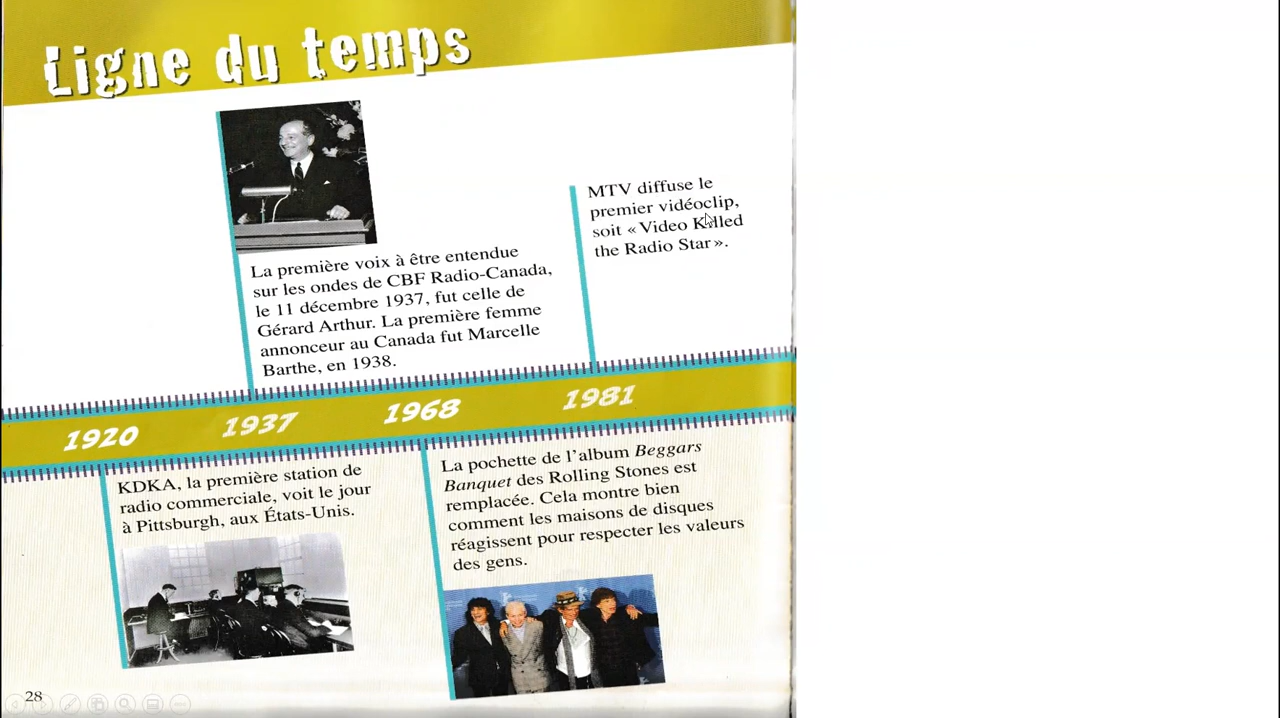 Ligne du temps
La première voix à être entendue
sur les ondes de CBF Radio-Canada,
le 11 décembre 1937, fut celle de
Gérard Arthur. La première femme
annonceur au Canada fut Marcelle
Barthe, en 1938.
MTV diffuse le
premier vidéoclip,
soit « Video Killed
the Radio Star ».
1920
1937
1968
1981
KDKA, la première station de
radio commerciale, voit le jour
à Pittsburgh, aux États-Unis.
La pochette de l'album Beggars
Banquet des Rolling Stones est
remplacée. Cela montre bien
comment les maisons de disques
réagissent pour respecter les valeurs
des gens.
28